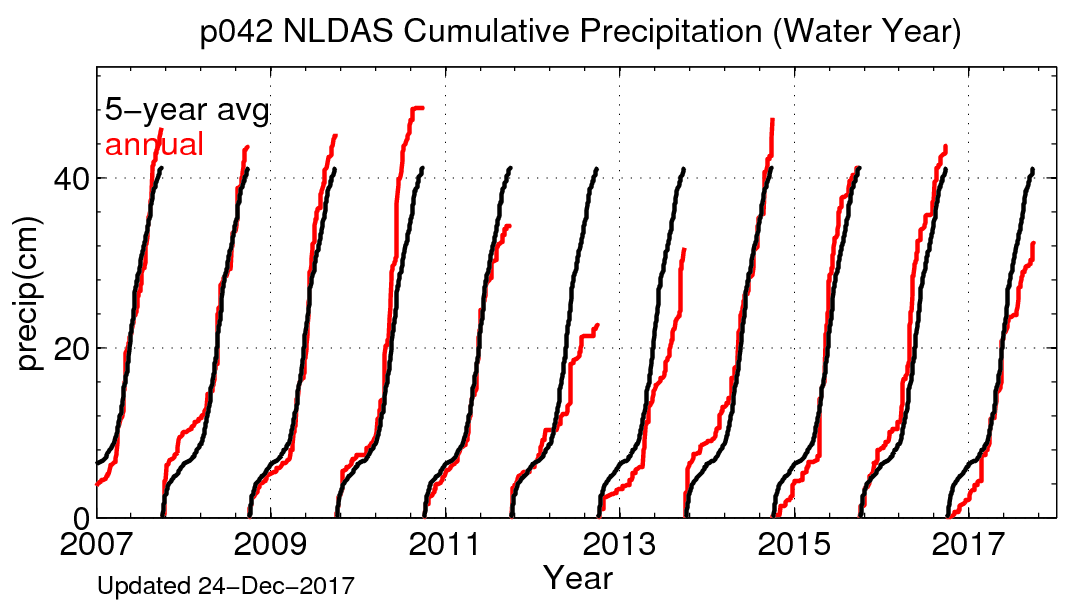 p042 NLDAS Cumulative Precipitation (Water Year)
5−year avg
annual
precip(cm)
40
20
0
2007 2009 2011 2013 2015 2017
Year
Updated 24−Dec−2017